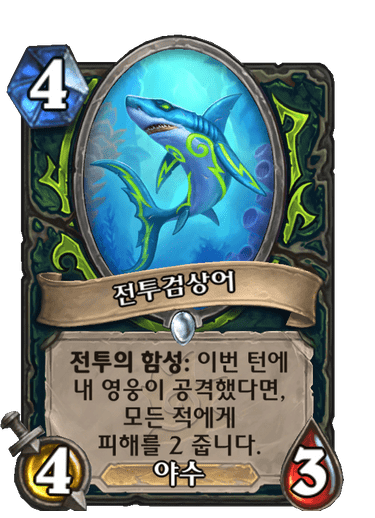 4
전투검상어
전투의 함성: 이번 턴에
내 영웅이 공격했다면,
모든 적에게
피해를 2 줍니다.
4
야수
3